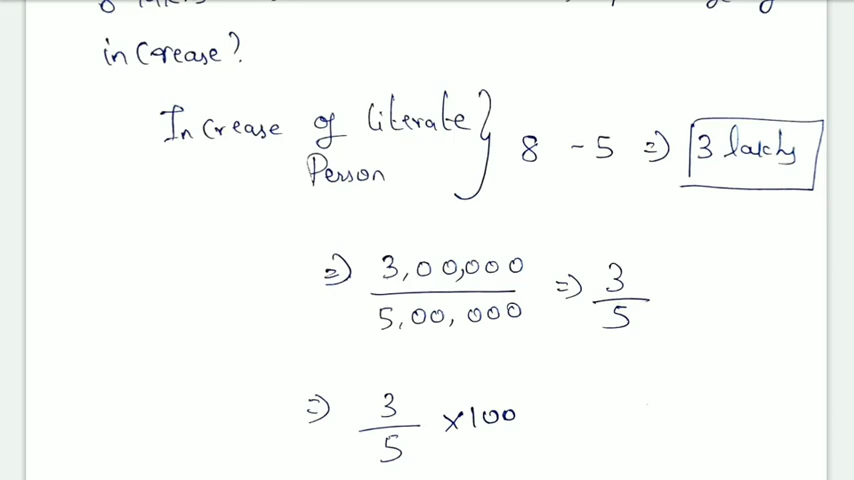 increase?
Increase of literate } 8 - 5 => 3 lakhs
Person
=> 3,00,000 / 5,00,000 => 3 / 5
=> 3 / 5 ×100